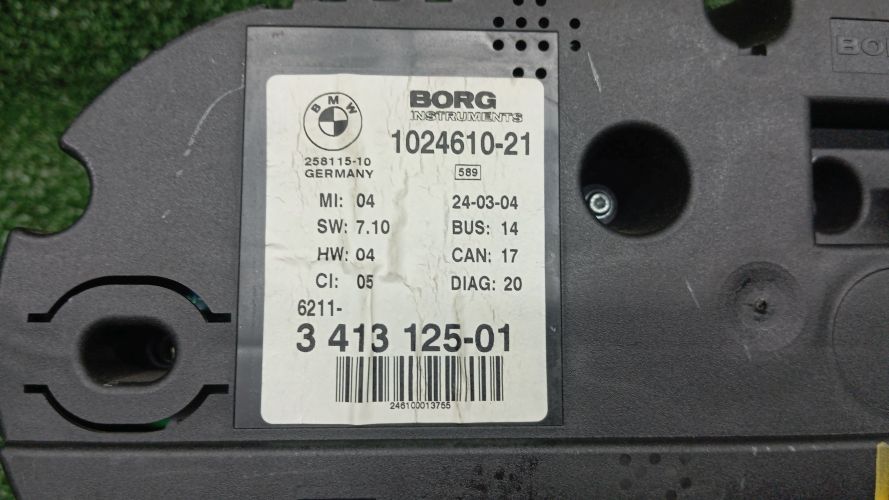 BMW
BORG
INSTRUMENTS
1024610-21
258115-10
GERMANY
589
MI: 04 24-03-04
SW: 7.10 BUS: 14
HW: 04 CAN: 17
CI: 05 DIAG: 20
6211-
3 413 125-01
246100013755